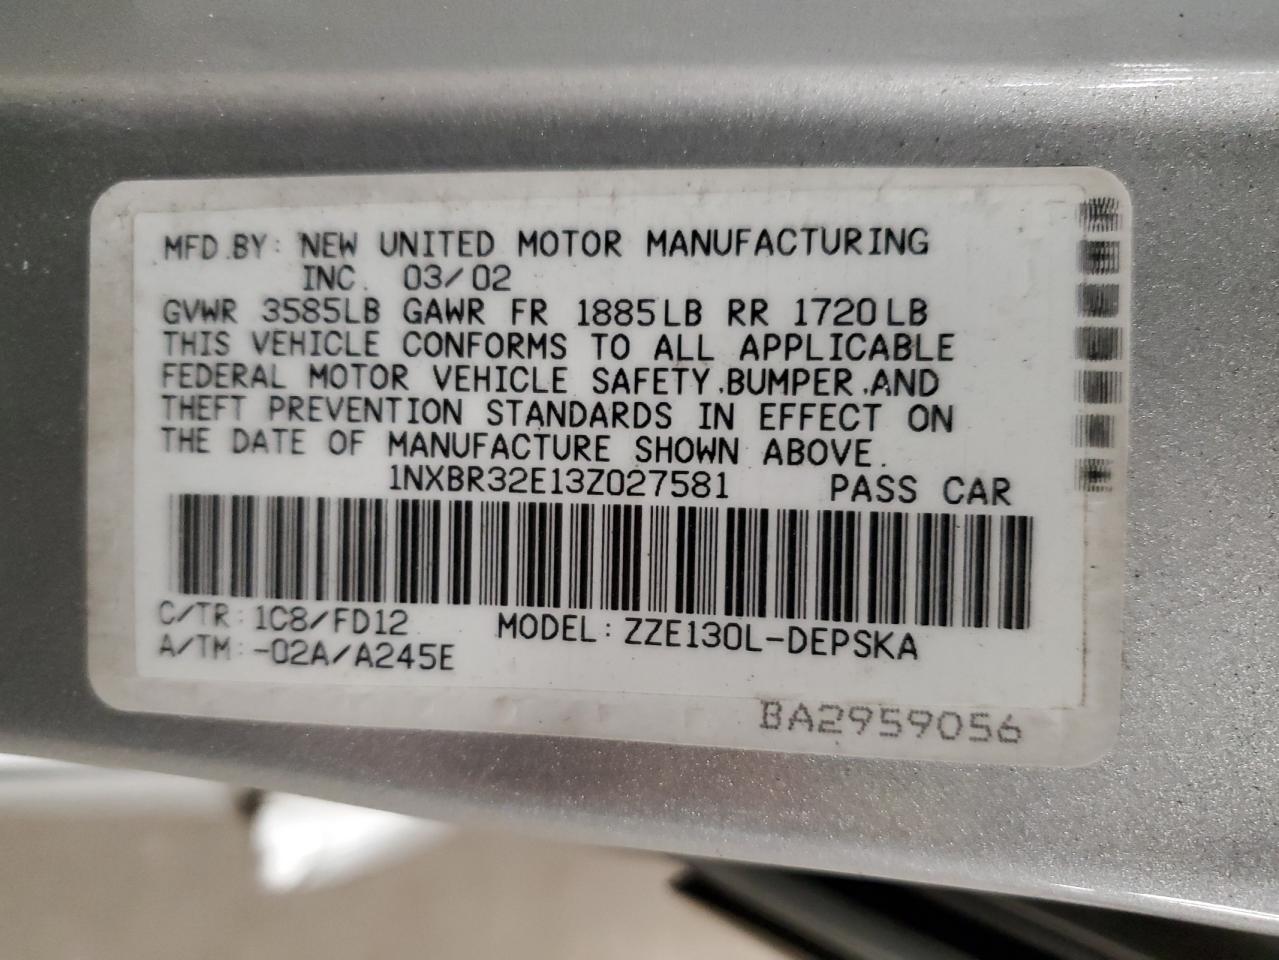 MFD.BY: NEW UNITED MOTOR MANUFACTURING
INC. 03/02
GVWR 3585LB GAWR FR 1885LB RR 1720LB
THIS VEHICLE CONFORMS TO ALL APPLICABLE
FEDERAL MOTOR VEHICLE SAFETY,BUMPER,AND
THEFT PREVENTION STANDARDS IN EFFECT ON
THE DATE OF MANUFACTURE SHOWN ABOVE.
1NXBR32E13Z027581 PASS CAR
C/TR:1C8/FD12 MODEL:ZZE130L-DEPSKA
A/TM:-02A/A245E
BA2959056